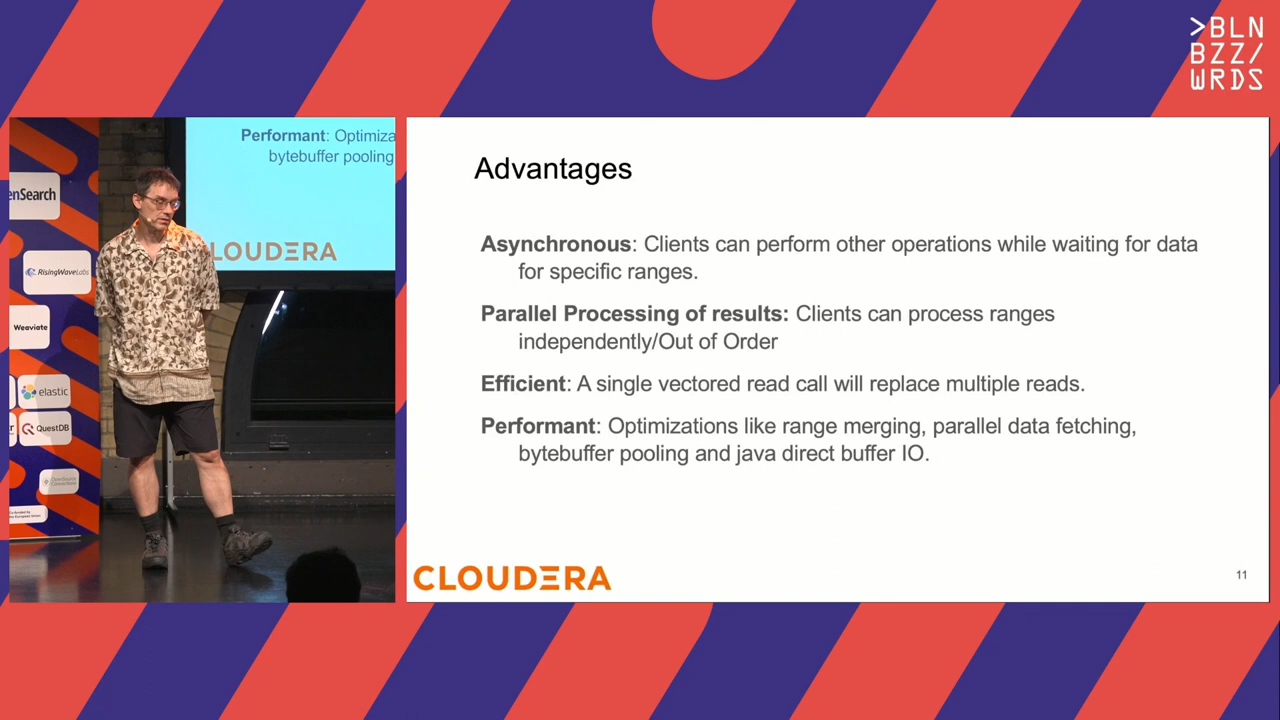 >BLN
BZZ/
WRDS
Performant: Optimiza
bytebuffer pooling
LOUDERA
enSearch
RisingWaveLabs
Weaviate
elastic
QuestDB
Advantages
Asynchronous: Clients can perform other operations while waiting for data
for specific ranges.
Parallel Processing of results: Clients can process ranges
independently/Out of Order
Efficient: A single vectored read call will replace multiple reads.
Performant: Optimizations like range merging, parallel data fetching,
bytebuffer pooling and java direct buffer IO.
CLOUDERA
11